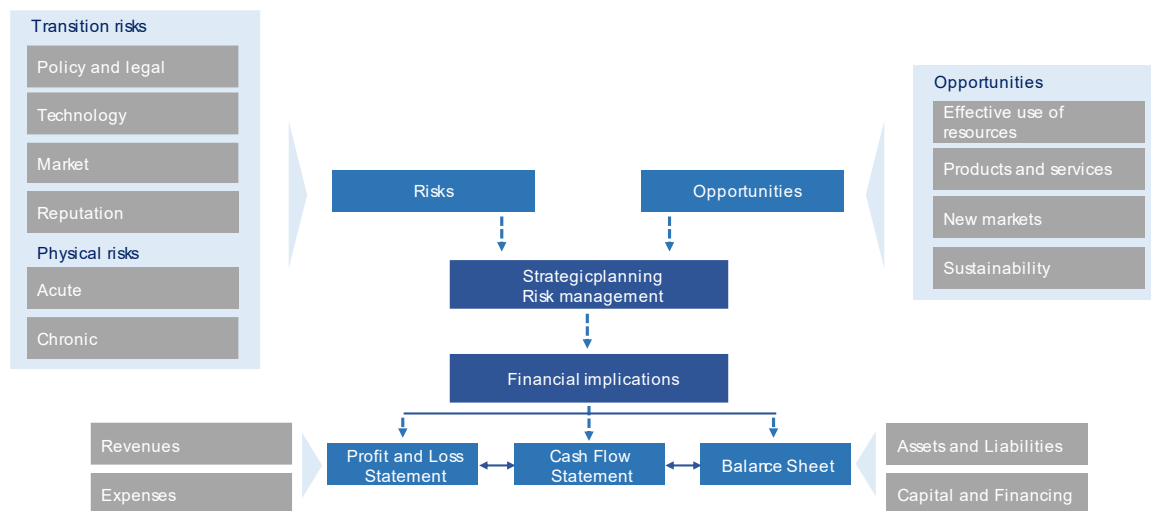 Transition risks
Policy and legal
Technology
Market
Reputation
Physical risks
Acute
Chronic
Risks
Opportunities
Opportunities
Effective use of
resources
Products and services
New markets
Sustainability
Strategicplanning
Risk management
Financial implications
Revenues
Expenses
Profit and Loss
Statement
Cash Flow
Statement
Balance Sheet
Assets and Liabilities
Capital and Financing